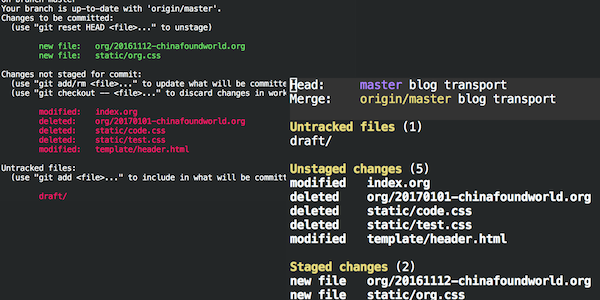 On branch master
Your branch is up-to-date with 'origin/master'.
Changes to be committed:
(use "git reset HEAD <file>..." to unstage)
new file: org/20161112-chinafoundworld.org
new file: static/org.css
Changes not staged for commit:
(use "git add/rm <file>..." to update what will be committe
(use "git checkout -- <file>..." to discard changes in work
modified: index.org
deleted: org/20170101-chinafoundworld.org
deleted: static/code.css
deleted: static/test.css
modified: template/header.html
Untracked files:
(use "git add <file>..." to include in what will be committ
draft/
Head: master blog transport
Merge: origin/master blog transport
Untracked files (1)
draft/
Unstaged changes (5)
modified index.org
deleted org/20170101-chinafoundworld.org
deleted static/code.css
deleted static/test.css
modified template/header.html
Staged changes (2)
new file org/20161112-chinafoundworld.org
new file static/org.css